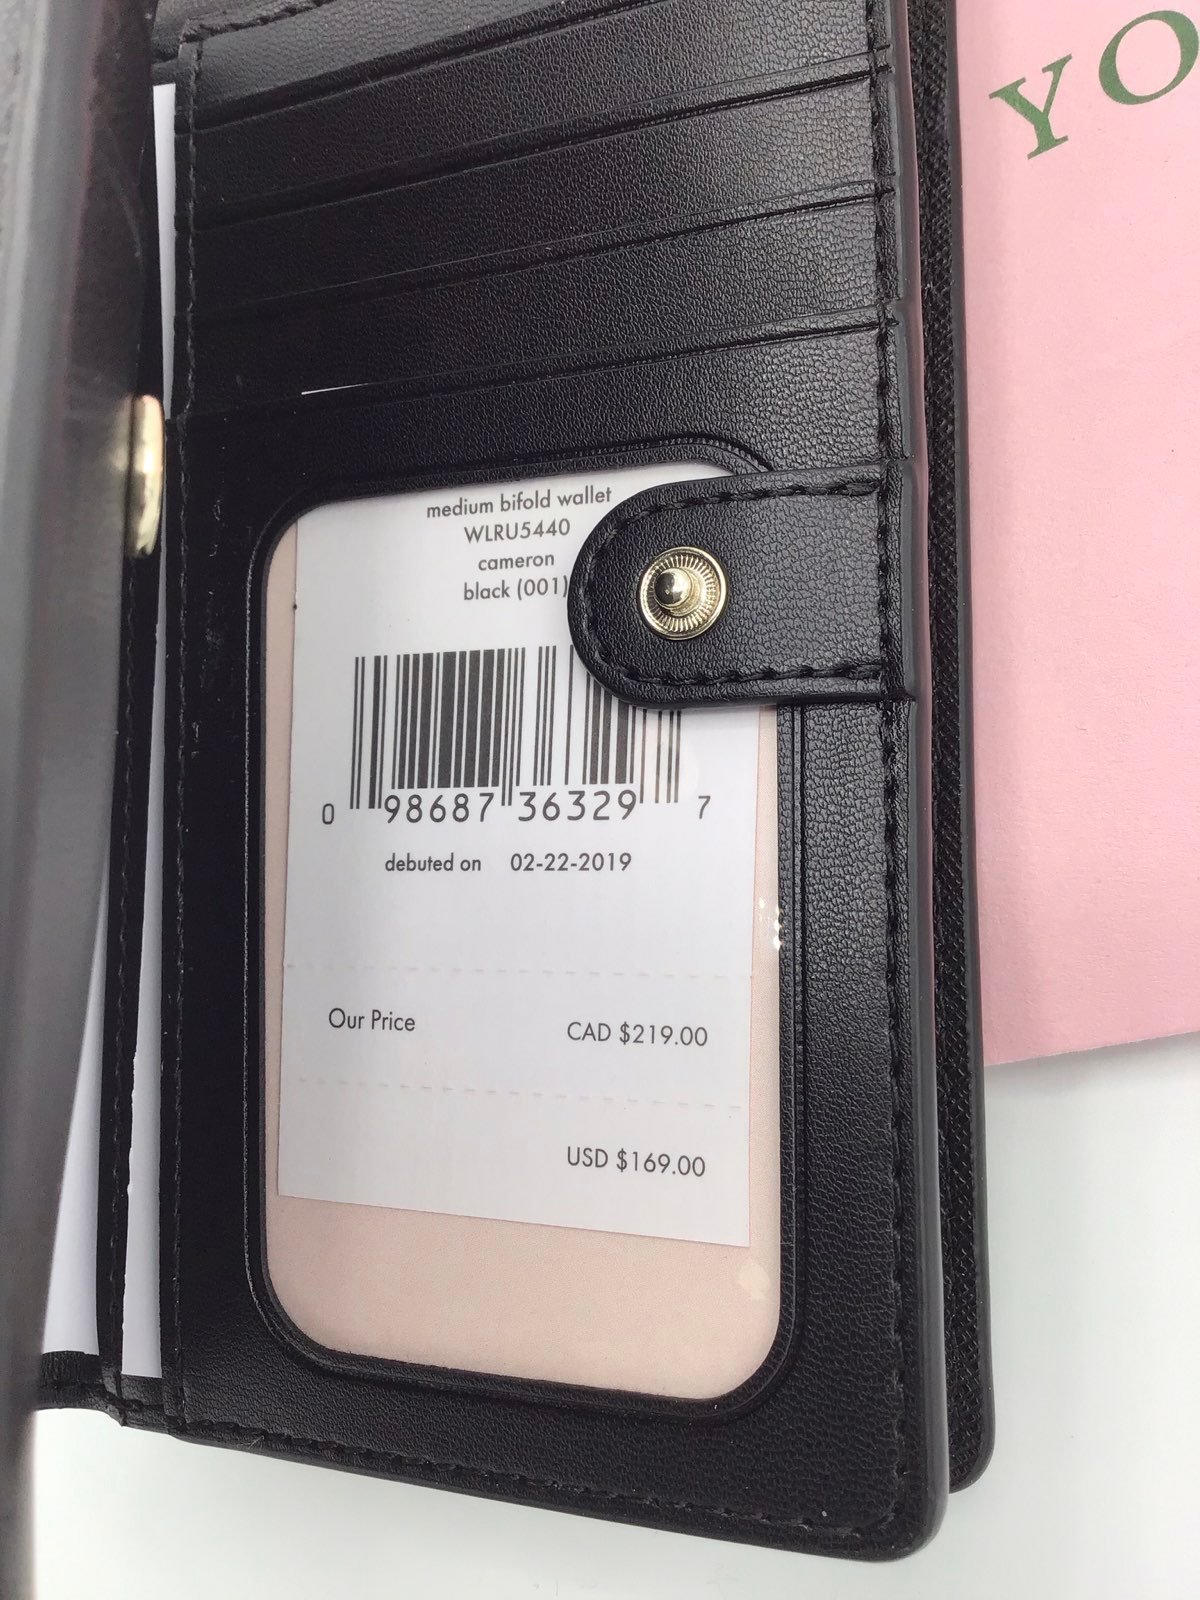 YO
medium bifold wallet
WLRU5440
cameron
black (001)
0 98687 36329 7
debuted on 02-22-2019
Our Price CAD $219.00
USD $169.00